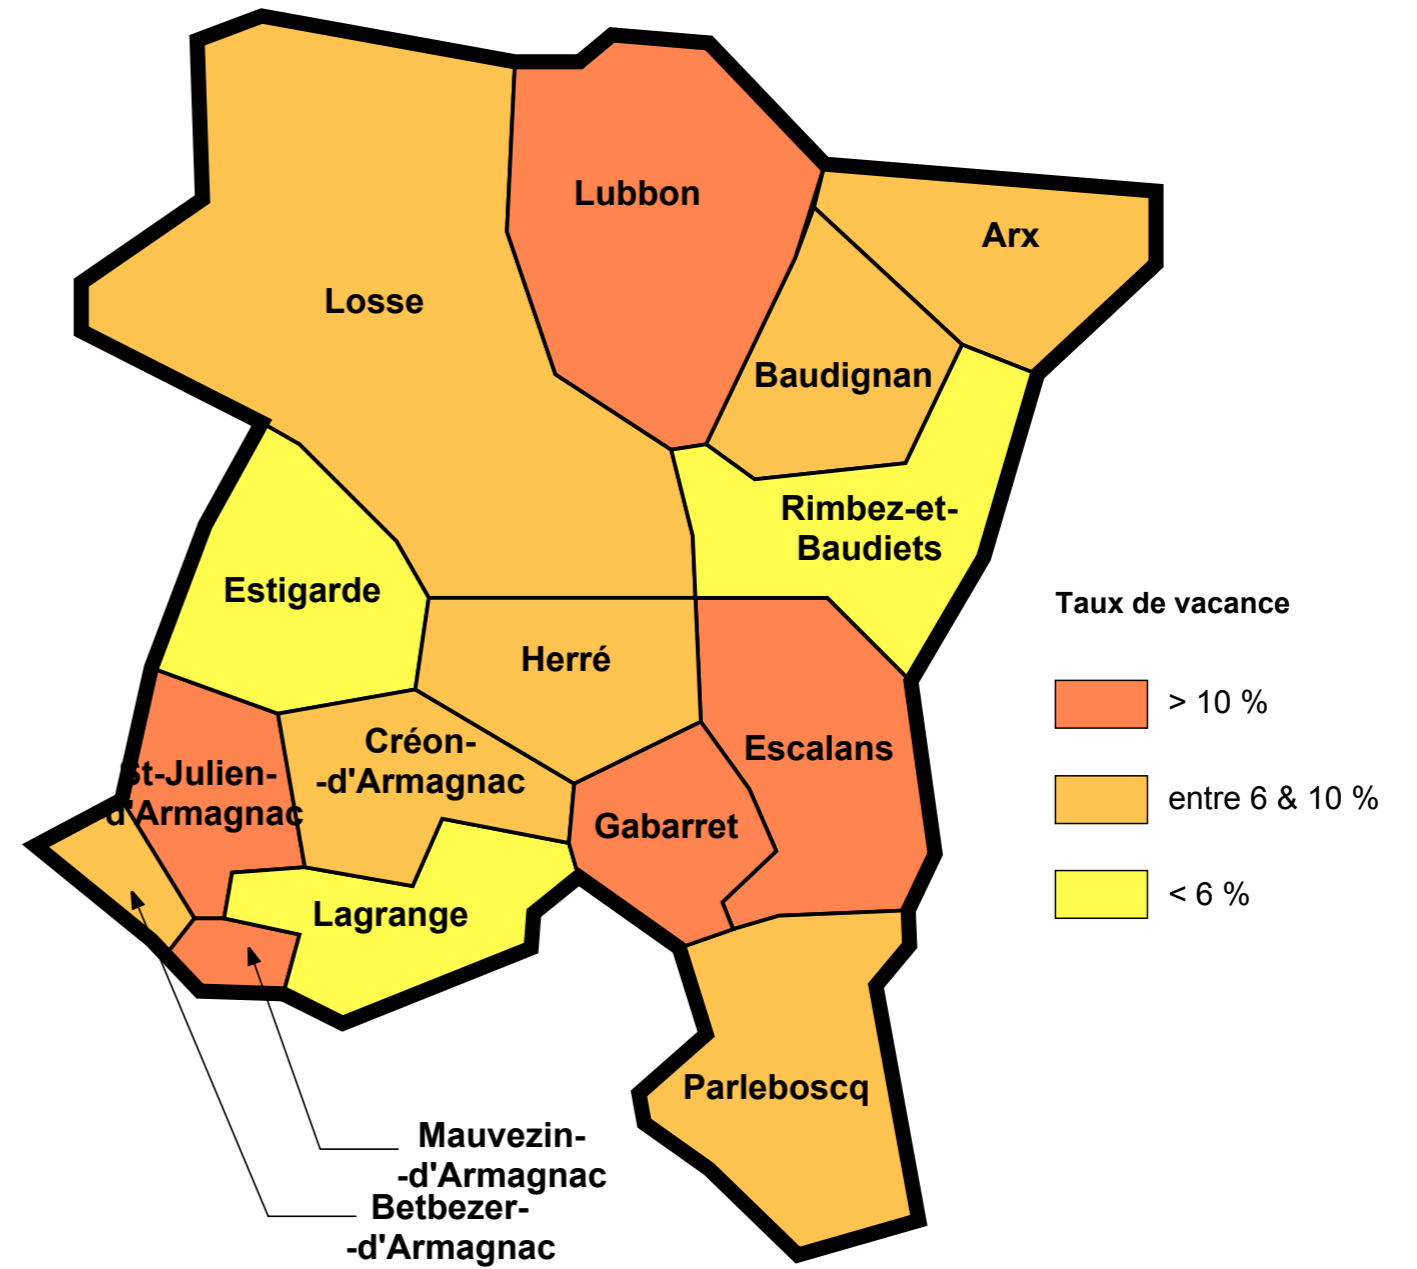 Lubbon
Arx
Losse
Baudignan
Rimbez-et-
Baudiets
Estigarde
Herré
Créon-
-d'Armagnac
Escalans
St-Julien-
d'Armagnac
Gabarret
Lagrange
Parleboscq
Mauvezin-
-d'Armagnac
Betbezer-
-d'Armagnac
Taux de vacance
> 10 %
entre 6 & 10 %
< 6 %